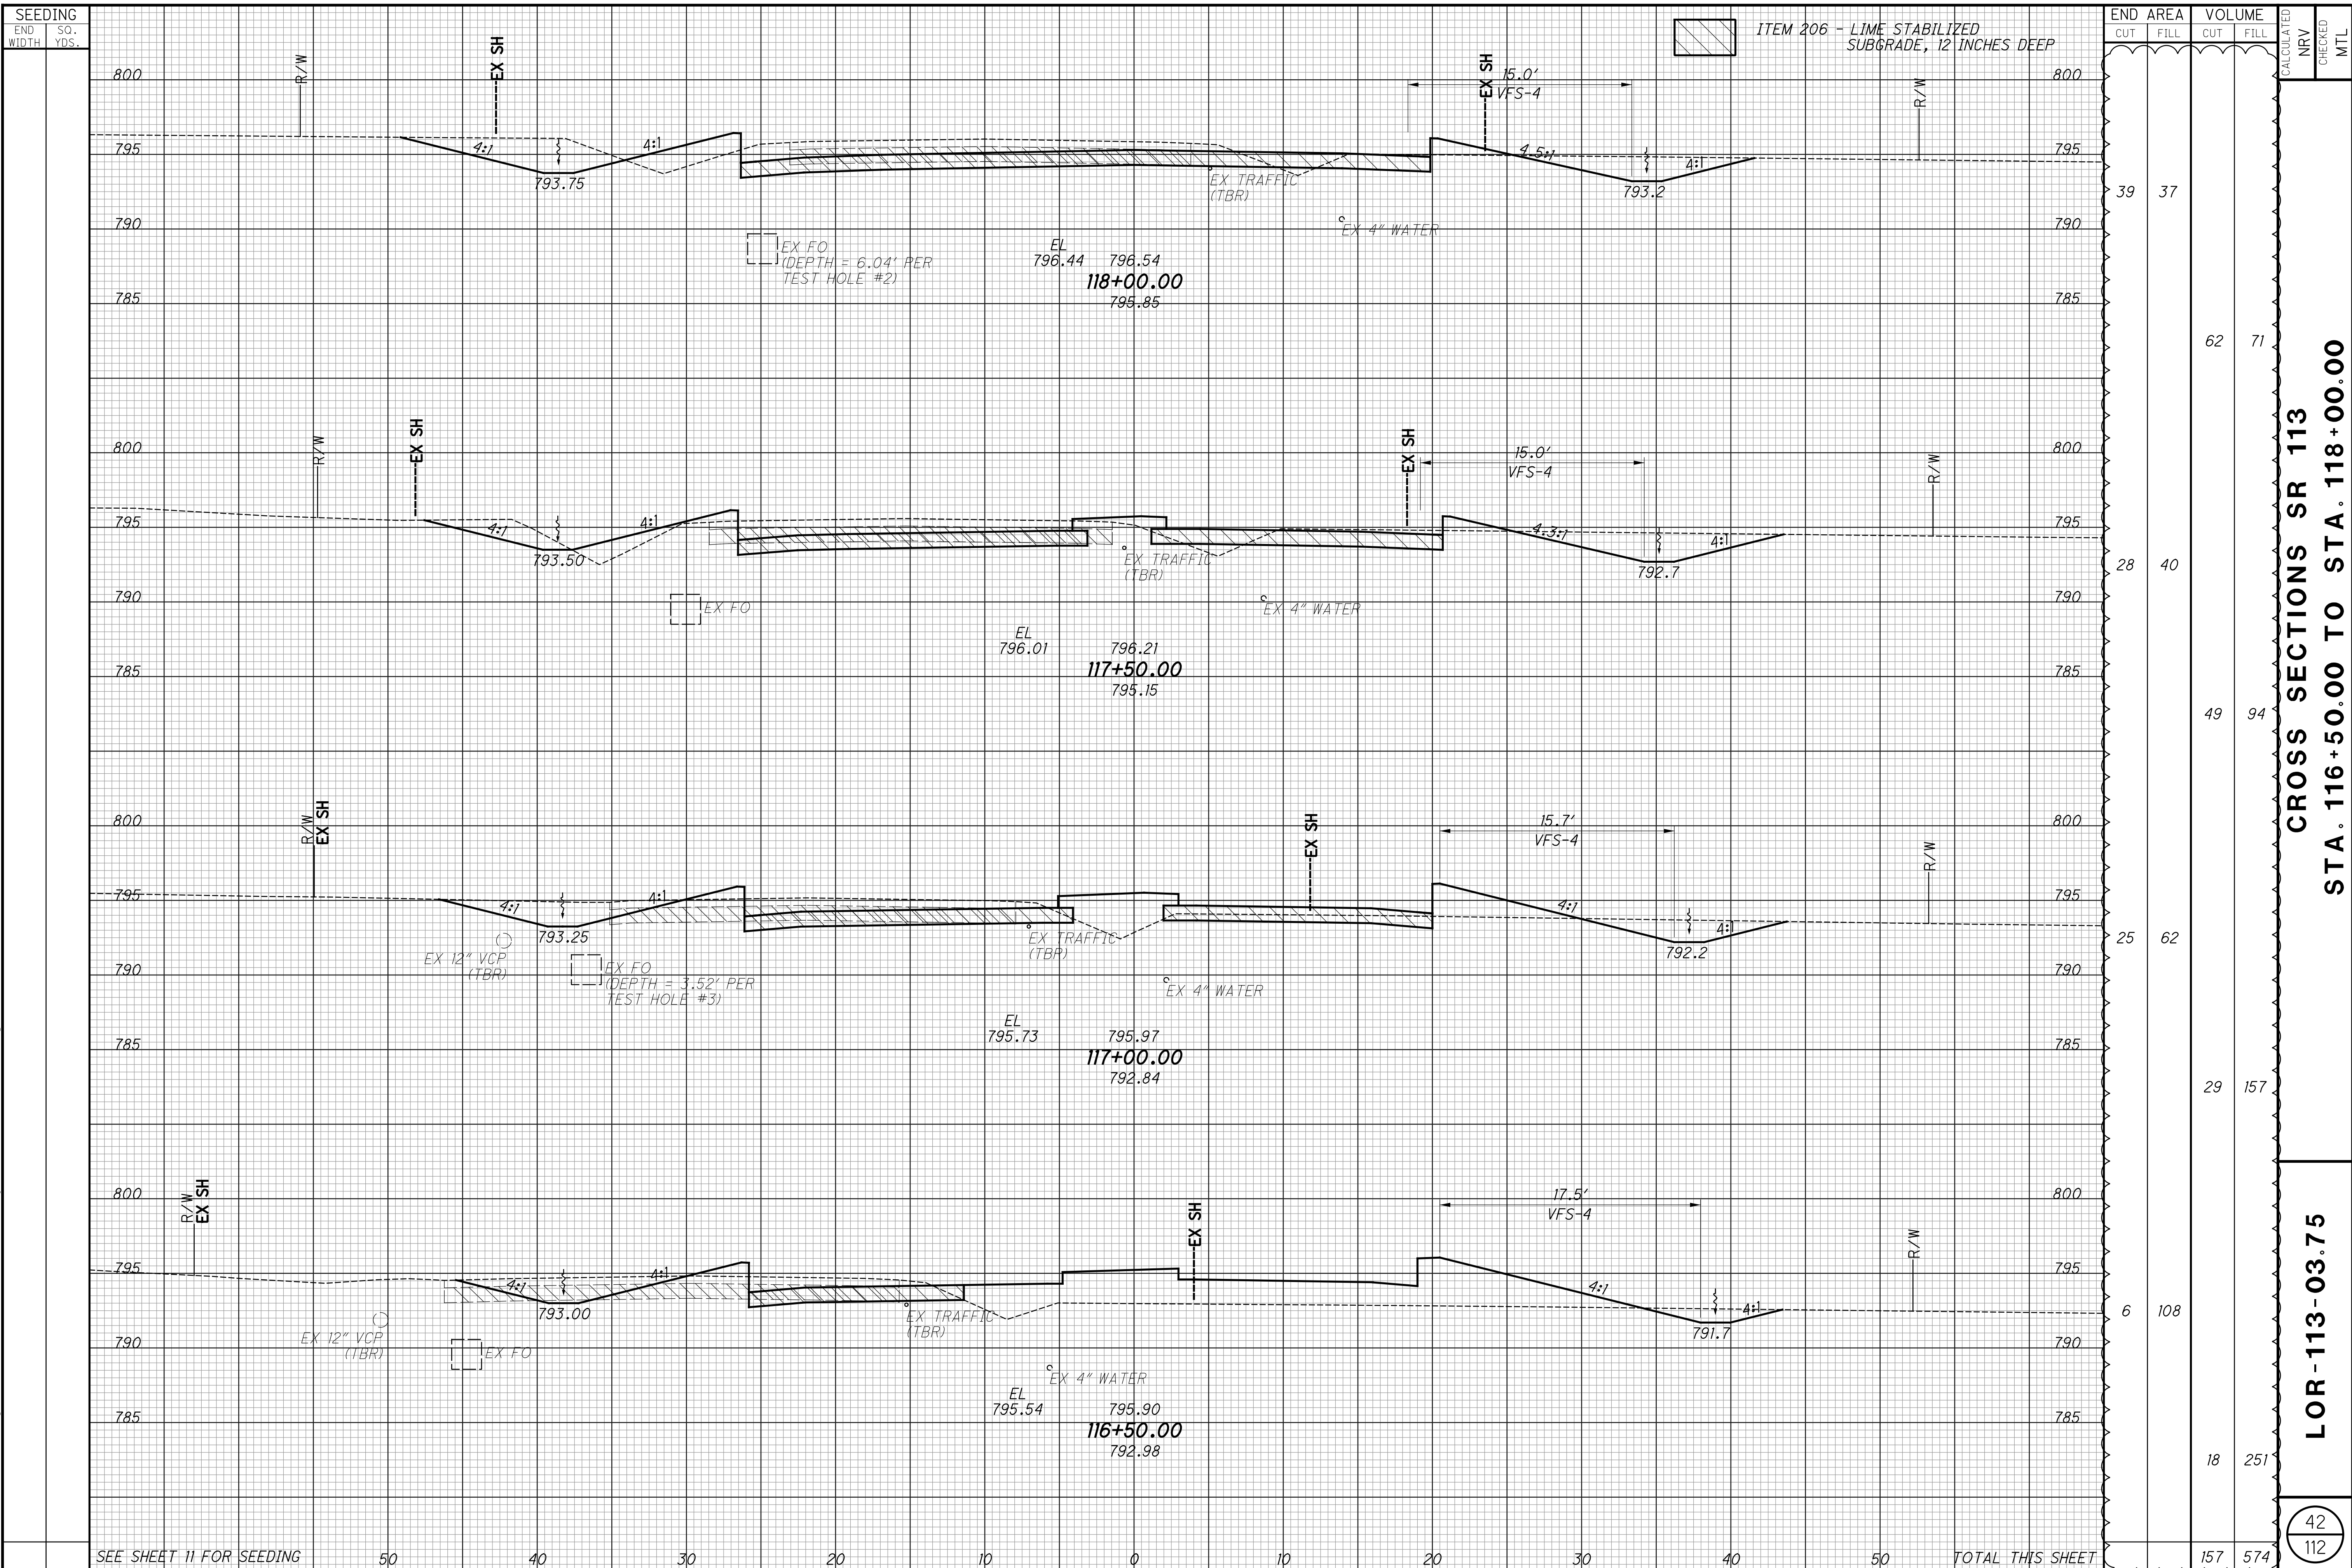 SEEDING
END WIDTH
SQ. YDS.
ITEM 206 - LIME STABILIZED
SUBGRADE, 12 INCHES DEEP
END AREA
VOLUME
CUT FILL CUT FILL
CALCULATED
NRV
CHECKED
MTL
800
R/W
EX SH
EX SH
15.0'
VFS-4
R/W
800
795
4:1
4:1
4.5:1
4:1
795
793.75
EX TRAFFIC
(TBR)
793.2
39 37
790
EX 4" WATER
790
EX FO
(DEPTH = 6.04' PER
TEST HOLE #2)
EL
796.44 796.54
118+00.00
795.85
785
785
62 71
800
R/W
EX SH
EX SH
15.0'
VFS-4
R/W
800
795
4:1
4:1
4.3:1
4:1
795
793.50
EX TRAFFIC
(TBR)
792.7
28 40
790
EX FO
EX 4" WATER
790
EL
796.01 796.21
117+50.00
795.15
785
785
49 94
800
R/W
EX SH
EX SH
15.7'
VFS-4
R/W
800
795
4:1
4:1
4:1
4:1
795
793.25
EX TRAFFIC
(TBR)
792.2
25 62
EX 12" VCP
(TBR)
790
EX FO
(DEPTH = 3.52' PER
TEST HOLE #3)
EX 4" WATER
790
EL
795.73 795.97
117+00.00
792.84
785
785
29 157
800
R/W
EX SH
EX SH
17.5'
VFS-4
R/W
800
795
4:1
4:1
4:1
4:1
795
793.00
EX TRAFFIC
(TBR)
791.7
6 108
EX 12" VCP
(TBR)
790
EX FO
790
EX 4" WATER
EL
795.54 795.90
116+50.00
792.98
785
785
18 251
SEE SHEET 11 FOR SEEDING
50 40 30 20 10 0 10 20 30 40 50
TOTAL THIS SHEET
157 574
CROSS SECTIONS SR 113
STA. 116+50.00 TO STA. 118+00.00
LOR-113-03.75
42
112